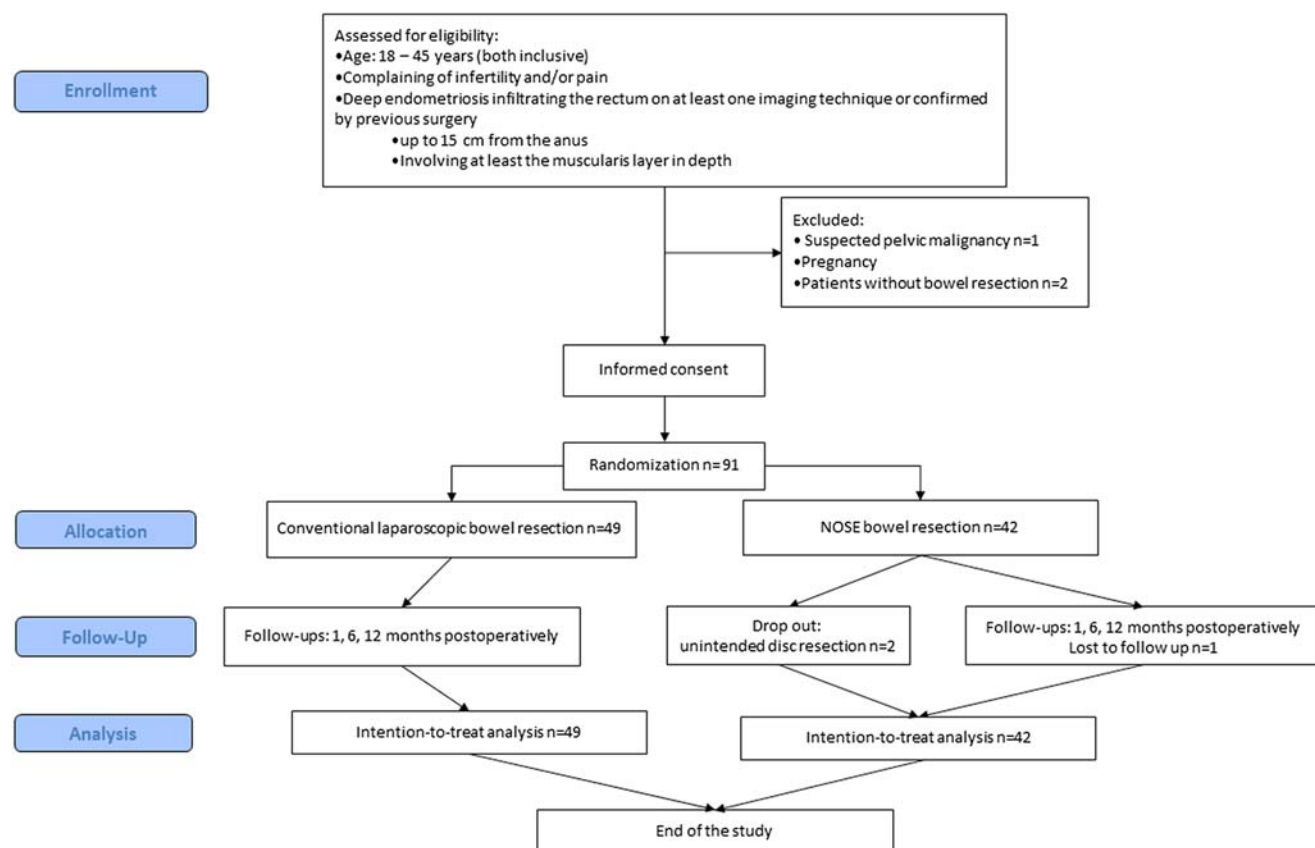 Enrollment
Assessed for eligibility:
•Age: 18 – 45 years (both inclusive)
•Complaining of infertility and/or pain
•Deep endometriosis infiltrating the rectum on at least one imaging technique or confirmed
by previous surgery
•up to 15 cm from the anus
•Involving at least the muscularis layer in depth
Excluded:
• Suspected pelvic malignancy n=1
•Pregnancy
•Patients without bowel resection n=2
Informed consent
Randomization n=91
Allocation
Conventional laparoscopic bowel resection n=49
NOSE bowel resection n=42
Follow-Up
Follow-ups: 1, 6, 12 months postoperatively
Drop out:
unintended disc resection n=2
Follow-ups: 1, 6, 12 months postoperatively
Lost to follow up n=1
Analysis
Intention-to-treat analysis n=49
Intention-to-treat analysis n=42
End of the study